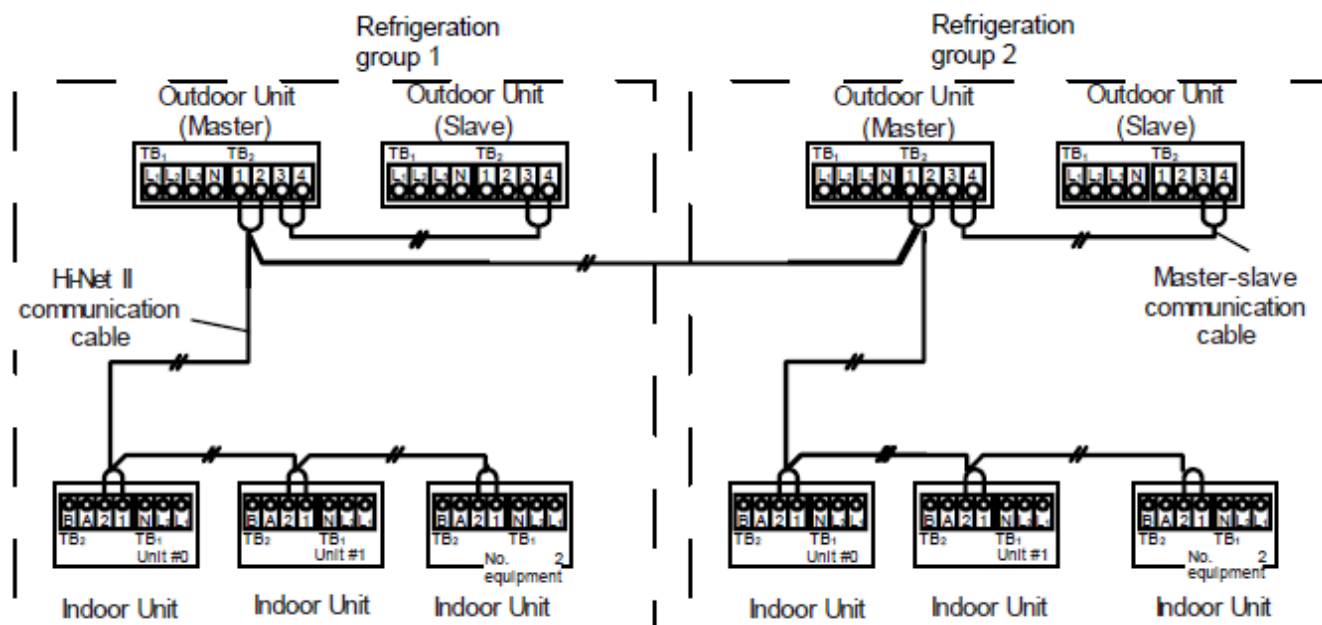 Refrigeration
group 1
Refrigeration
group 2
Outdoor Unit
(Master)
Outdoor Unit
(Slave)
Outdoor Unit
(Master)
Outdoor Unit
(Slave)
TB₁ TB₂
L₁ L₂ L₃ N 1 2 3 4
TB₁ TB₂
L₁ L₂ L₃ N 1 2 3 4
TB₁ TB₂
L₁ L₂ L₃ N 1 2 3 4
TB₁ TB₂
L₁ L₂ L₃ N 1 2 3 4
Hi-Net II
communication
cable
Master-slave
communication
cable
B A 2 1 N L₂ L₁
TB₂ TB₁
Unit #0
B A 2 1 N L₂ L₁
TB₂ TB₁
Unit #1
B A 2 1 N L₂ L₁
TB₂ TB₁
No. 2
equipment
B A 2 1 N L₂ L₁
TB₂ TB₁
Unit #0
B A 2 1 N L₂ L₁
TB₂ TB₁
Unit #1
B A 2 1 N L₂ L₁
TB₂ TB₁
No. 2
equipment
Indoor Unit
Indoor Unit
Indoor Unit
Indoor Unit
Indoor Unit
Indoor Unit